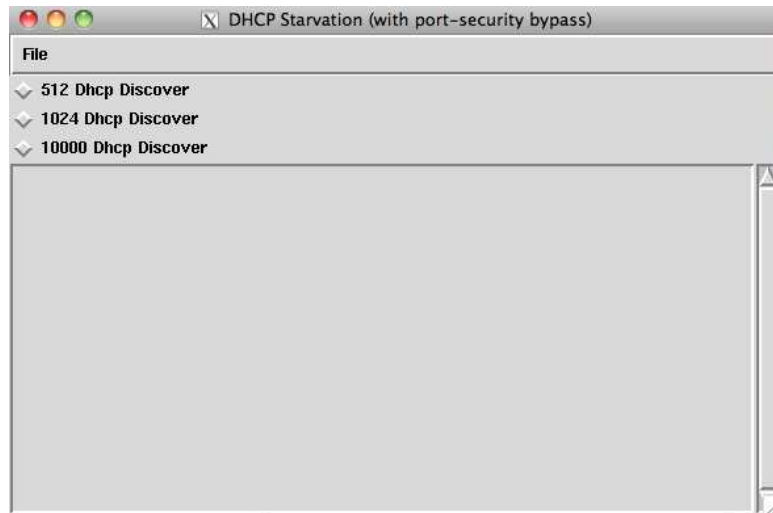 DHCP Starvation (with port-security bypass)
File
512 Dhcp Discover
1024 Dhcp Discover
10000 Dhcp Discover